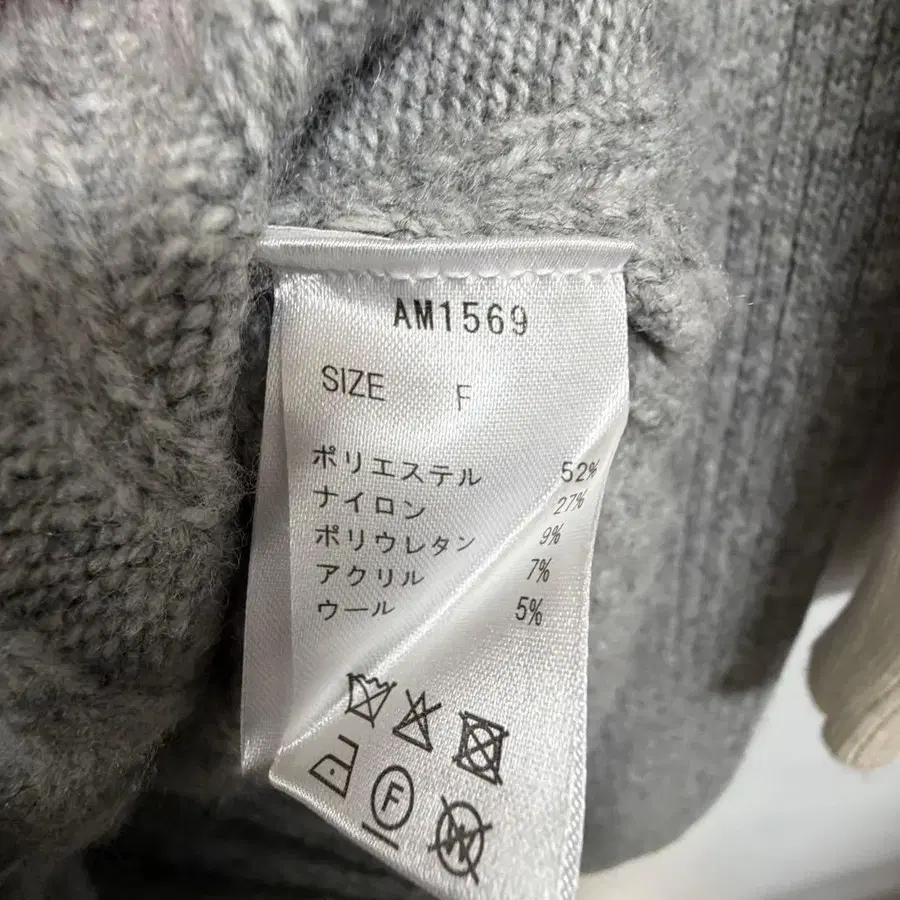 AM1569
SIZE F
ポリエステル 52%
ナイロン 27%
ポリウレタン 9%
アクリル 7%
ウール 5%
F
W